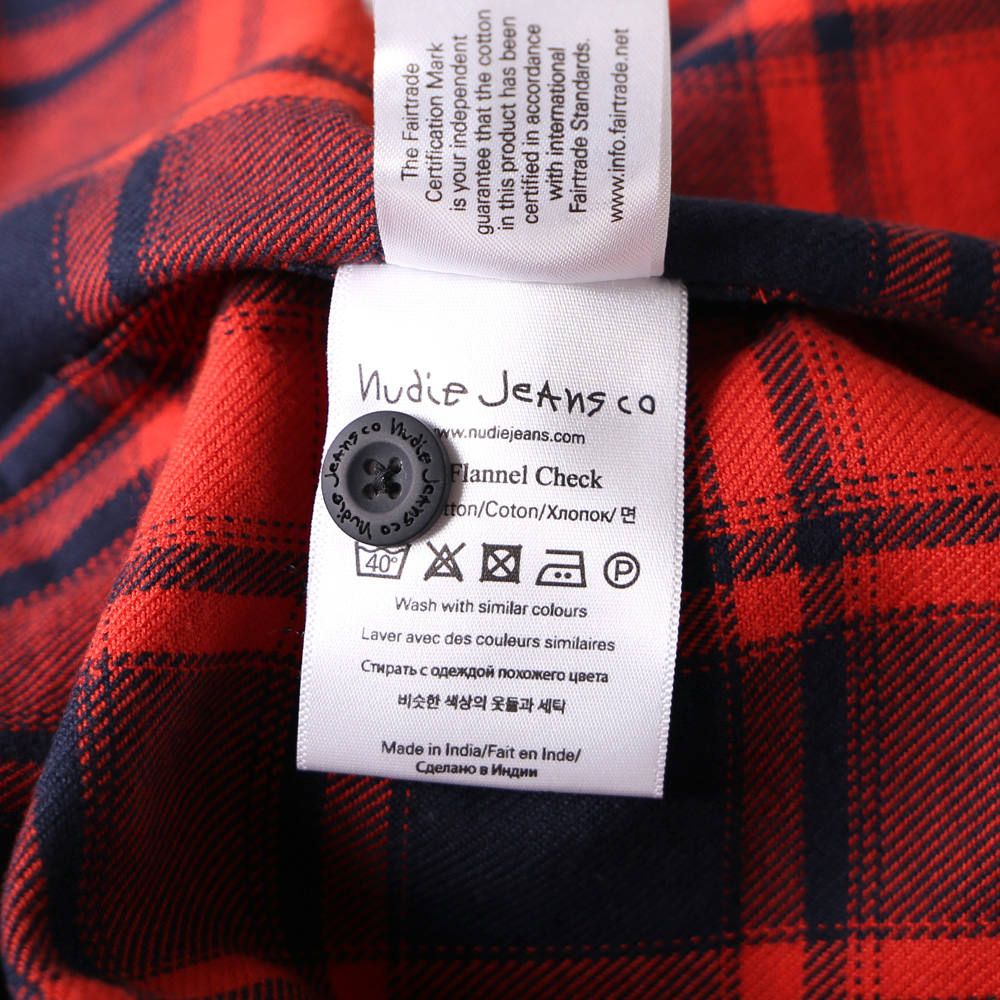 The Fairtrade
Certification Mark
is your independent
guarantee that the cotton
in this product has been
certified in accordance
with international
Fairtrade Standards.
www.info.fairtrade.net
Nudie Jeans co
www.nudiejeans.com
Flannel Check
/Coton/Хлопок/ 면
Nudie Jeans co Nudie Jeans co
40°
P
Wash with similar colours
Laver avec des couleurs similaires
Стирать с одеждой похожего цвета
비슷한 색상의 옷들과 세탁
Made in India/Fait en Inde/
Сделано в Индии